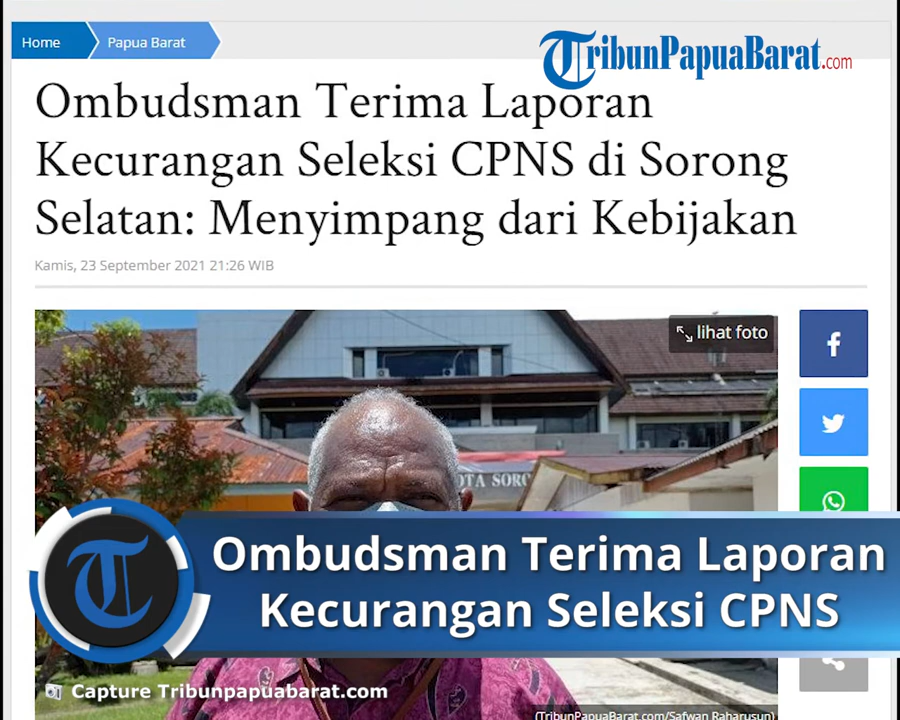 Home
Papua Barat
TribunPapuaBarat.com
Ombudsman Terima Laporan
Kecurangan Seleksi CPNS di Sorong
Selatan: Menyimpang dari Kebijakan
Kamis, 23 September 2021 21:26 WIB
lihat foto
f
OTA SORO
T
Ombudsman Terima Laporan
Kecurangan Seleksi CPNS
Capture Tribunpapuabarat.com
(TribunPapuaBarat.com/Safwan Raharusun)